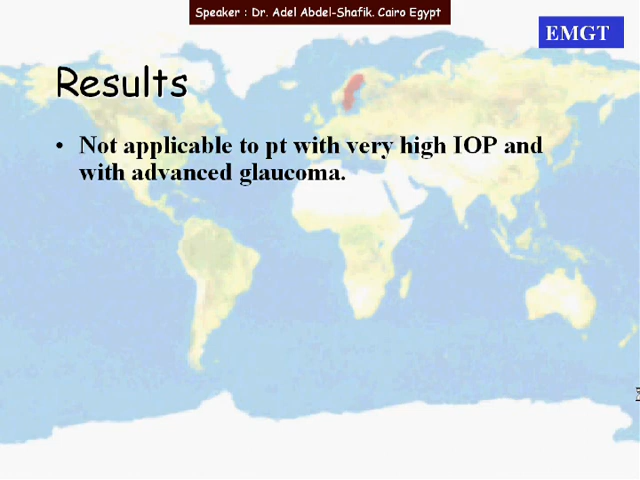 Speaker : Dr. Adel Abdel-Shafik. Cairo Egypt
EMGT
Results
• Not applicable to pt with very high IOP and
with advanced glaucoma.